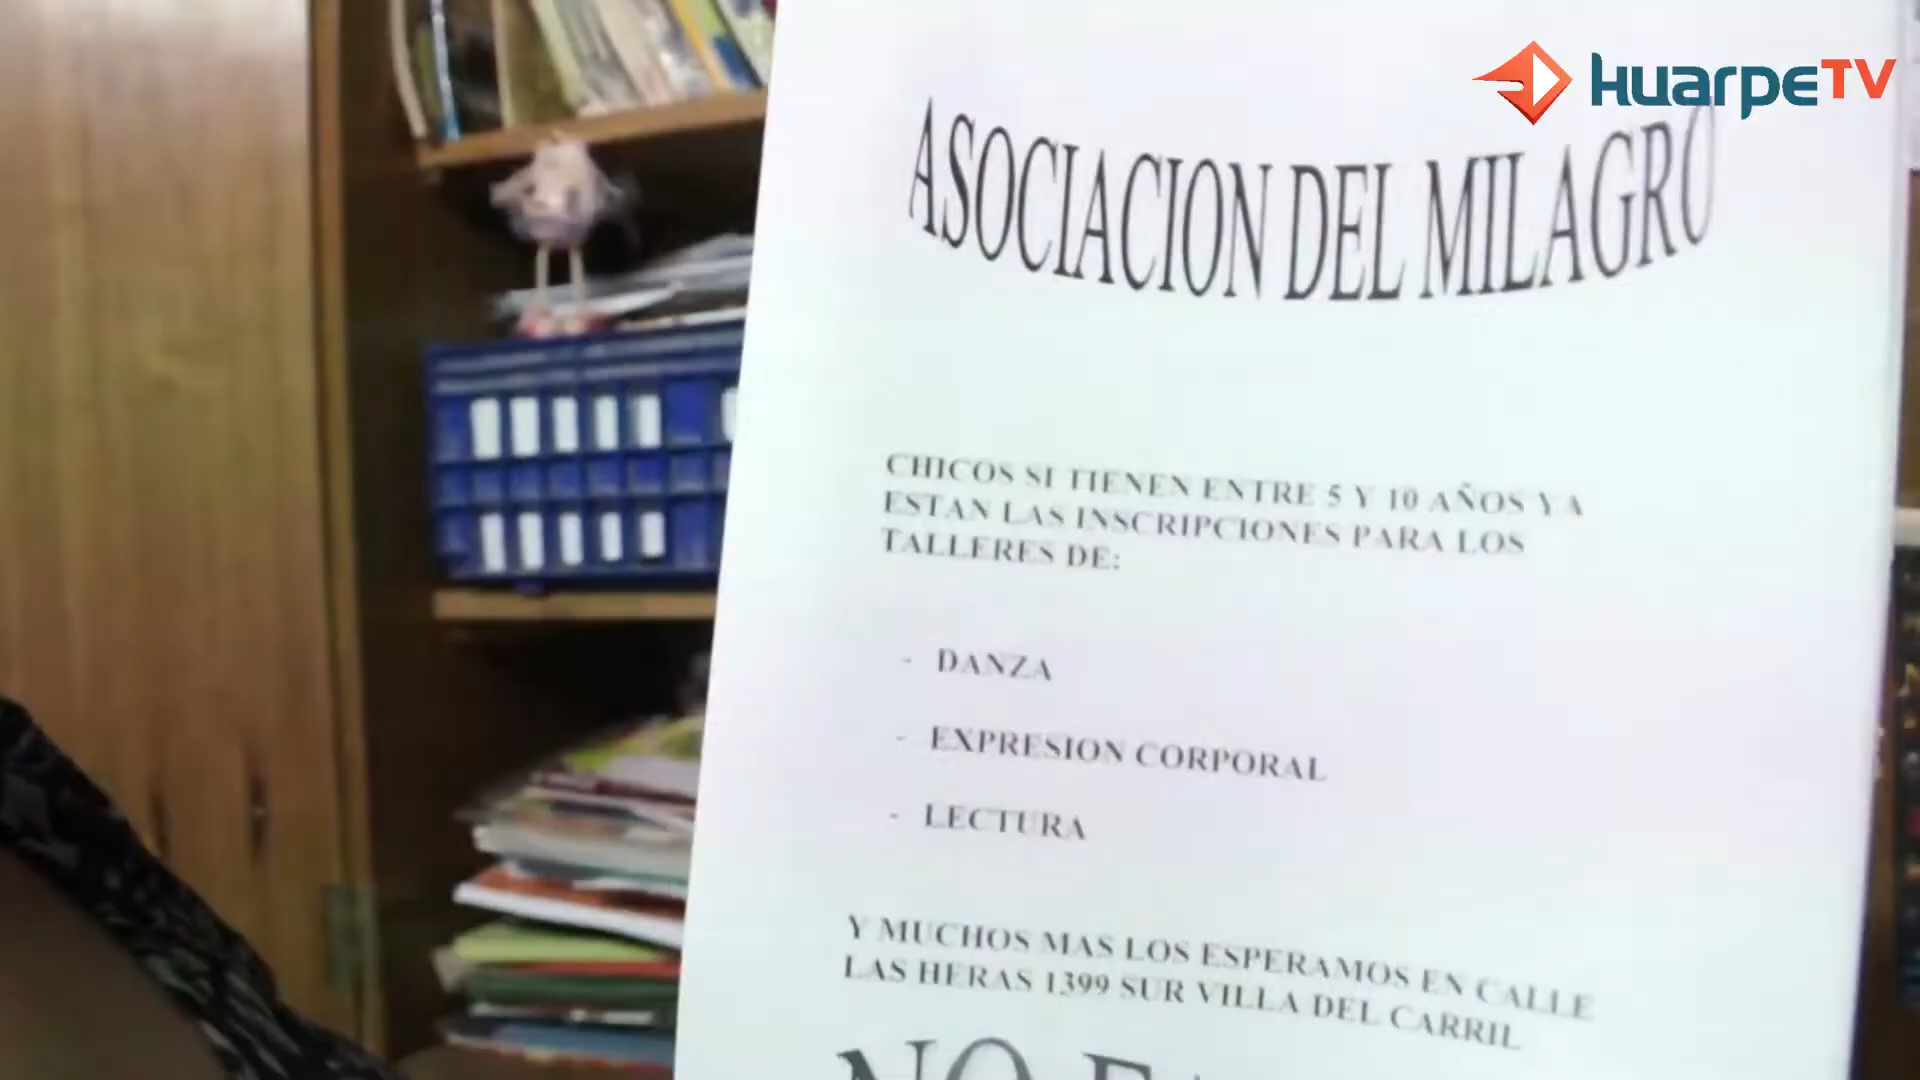 huarpeTV
ASOCIACION DEL MILAGRO
CHICOS SI TIENEN ENTRE 5 Y 10 AÑOS YA
ESTAN LAS INSCRIPCIONES PARA LOS
TALLERES DE:
- DANZA
- EXPRESION CORPORAL
- LECTURA
Y MUCHOS MAS LOS ESPERAMOS EN CALLE
LAS HERAS 1399 SUR VILLA DEL CARRIL
NO